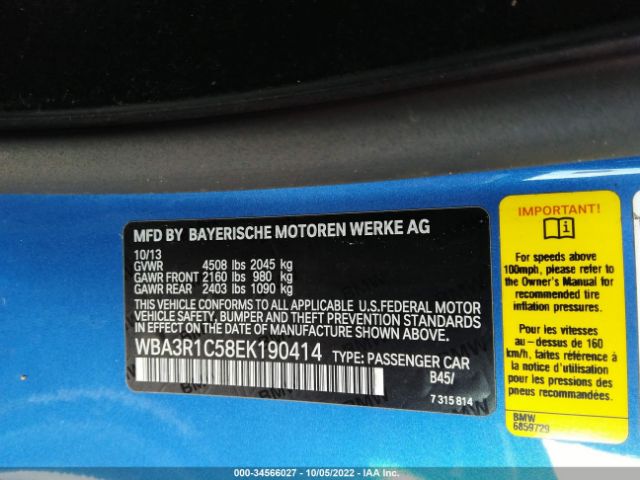 MFD BY BAYERISCHE MOTOREN WERKE AG
10/13
GVWR 4508 lbs 2045 kg
GAWR FRONT 2160 lbs 980 kg
GAWR REAR 2403 lbs 1090 kg
THIS VEHICLE CONFORMS TO ALL APPLICABLE U.S.FEDERAL MOTOR
VEHICLE SAFETY, BUMPER AND THEFT PREVENTION STANDARDS
IN EFFECT ON THE DATE OF MANUFACTURE SHOWN ABOVE.
WBA3R1C58EK190414 TYPE: PASSENGER CAR
B45/
7 315 814
IMPORTANT!
For speeds above
100mph, please refer to
the Owner's Manual for
recommended tire
inflation pressures.
Pour les vitesses
au-dessus de 160
km/h, se référer à
la notice d'utilisation
pour les pressions des
pneus recommandées.
BMW
6859729
000-34566027 - 10/05/2022 - IAA Inc.